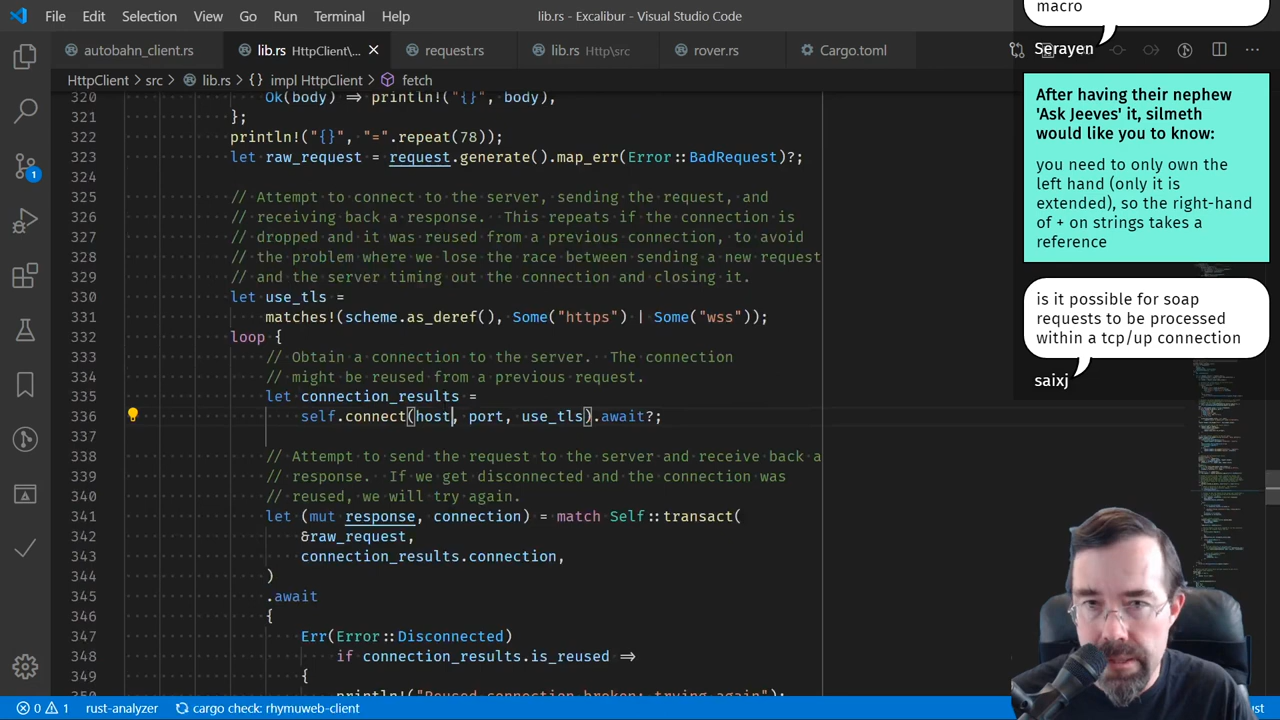 File Edit Selection View Go Run Terminal Help
lib.rs - Excalibur - Visual Studio Code
autobahn_client.rs
lib.rs HttpClient\...
request.rs
lib.rs Http\src
rover.rs
Cargo.toml
HttpClient > src > lib.rs > {} impl HttpClient > fetch
320 Ok(body) => println!("{}", body),
321 };
322 println!("{}", "=".repeat(78));
323 let raw_request = request.generate().map_err(Error::BadRequest)?;
324
325 // Attempt to connect to the server, sending the request, and
326 // receiving back a response. This repeats if the connection is
327 // dropped and it was reused from a previous connection, to avoid
328 // the problem where we lose the race between sending a new request
329 // and the server timing out the connection and closing it.
330 let use_tls =
331 matches!(scheme.as_deref(), Some("https") | Some("wss"));
332 loop {
333 // Obtain a connection to the server. The connection
334 // might be reused from a previous request.
335 let connection_results =
336 self.connect(host, port, use_tls).await?;
337
338 // Attempt to send the request to the server and receive back a
339 // response. If we get disconnected and the connection was
340 // reused, we will try again.
341 let (mut response, connection) = match Self::transact(
342 &raw_request,
343 connection_results.connection,
344 )
345 .await
346 {
347 Err(Error::Disconnected)
348 if connection_results.is_reused =>
349 {
350 println!("Reused connection broken; trying again");
macro
Serayen
After having their nephew
'Ask Jeeves' it, silmeth
would like you to know:
you need to only own the
left hand (only it is
extended), so the right-hand
of + on strings takes a
reference
is it possible for soap
requests to be processed
within a tcp/up connection
saixj
1
0 1 rust-analyzer cargo check: rhymuweb-client